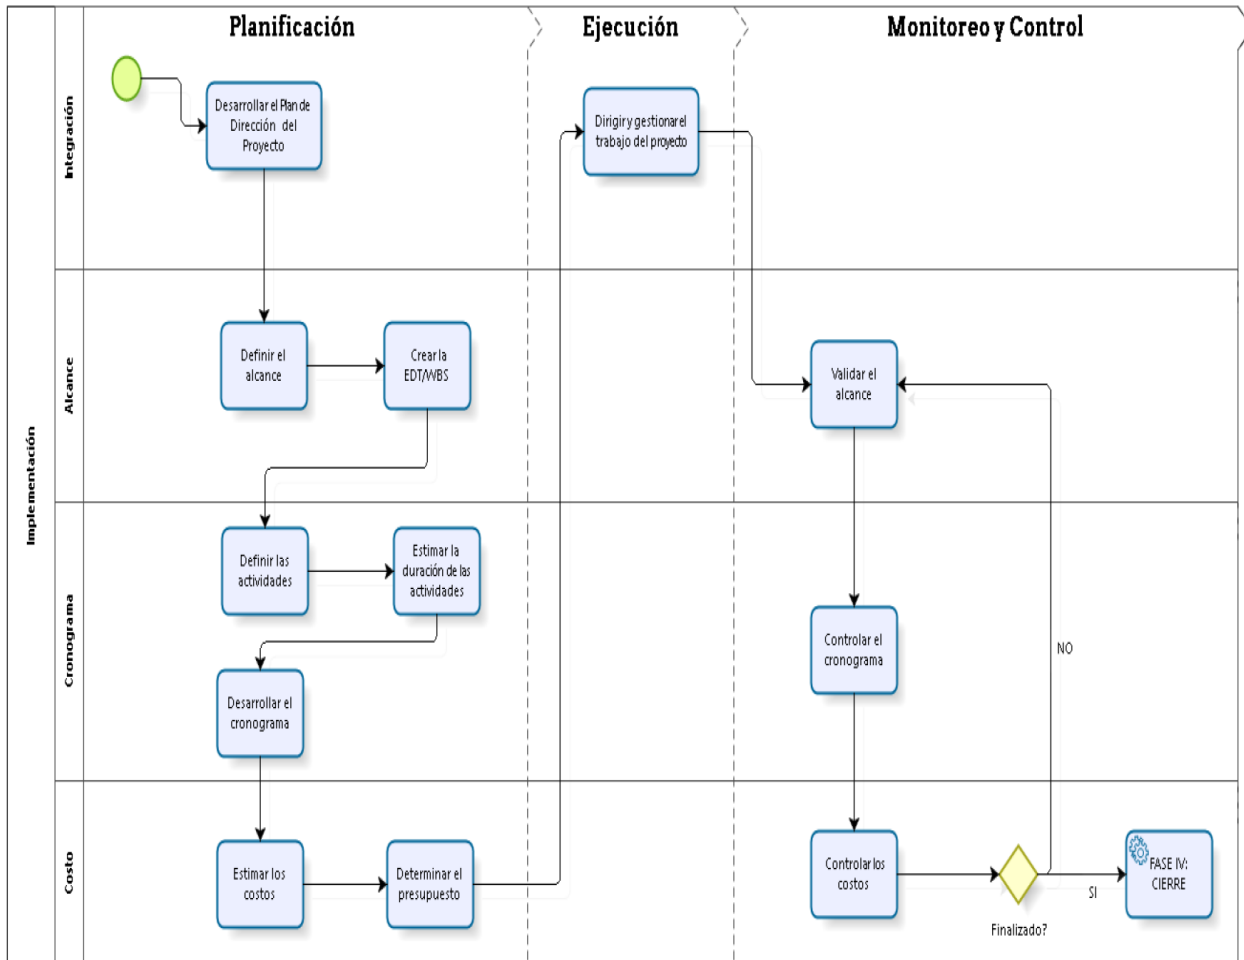 Planificación
Ejecución
Monitoreo y Control
Implementación
Integración
Desarrollar el Plan de
Dirección del
Proyecto
Dirigir y gestionar el
trabajo del proyecto
Alcance
Definir el
alcance
Crear la
EDT/WBS
Validar el
alcance
Cronograma
Definir las
actividades
Estimar la
duración de las
actividades
Desarrollar el
cronograma
Controlar el
cronograma
NO
Costo
Estimar los
costos
Determinar el
presupuesto
Controlar los
costos
Finalizado?
SI
FASE IV:
CIERRE